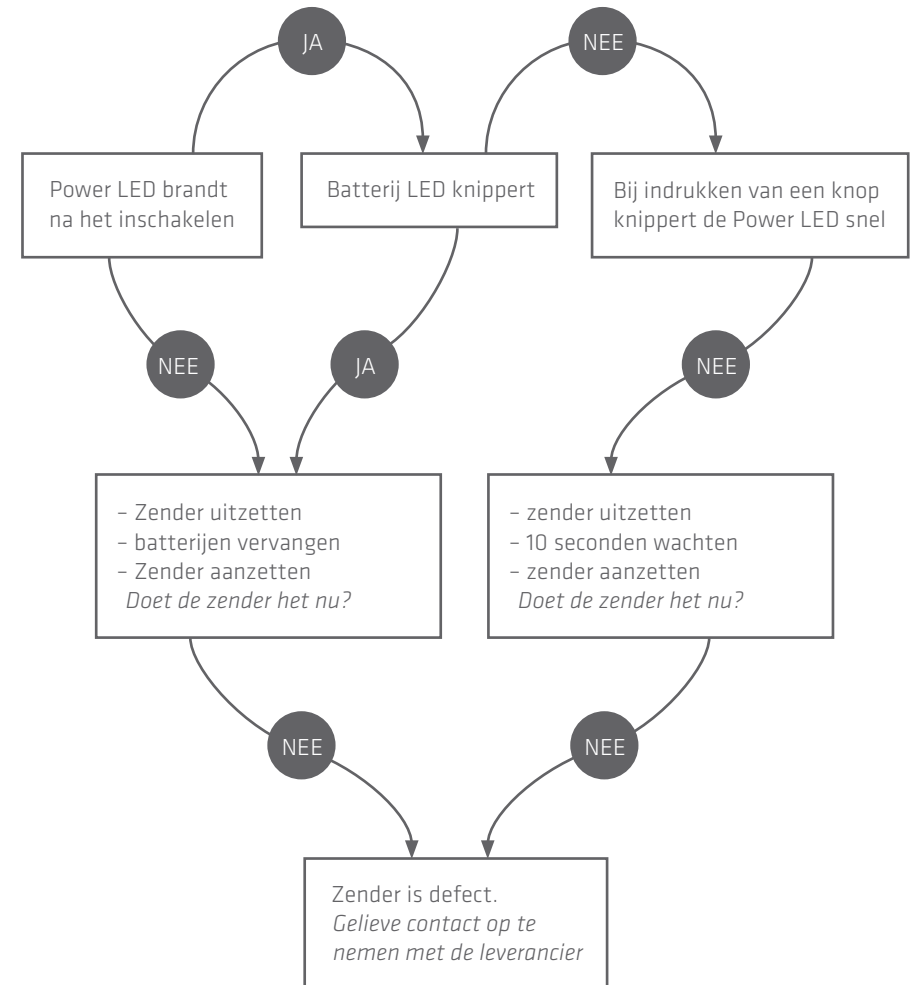 JA
NEE
Power LED brandt
na het inschakelen
Batterij LED knippert
Bij indrukken van een knop
knippert de Power LED snel
NEE
JA
NEE
– Zender uitzetten
– batterijen vervangen
– Zender aanzetten
Doet de zender het nu?
– zender uitzetten
– 10 seconden wachten
– zender aanzetten
Doet de zender het nu?
NEE
NEE
Zender is defect.
Gelieve contact op te
nemen met de leverancier